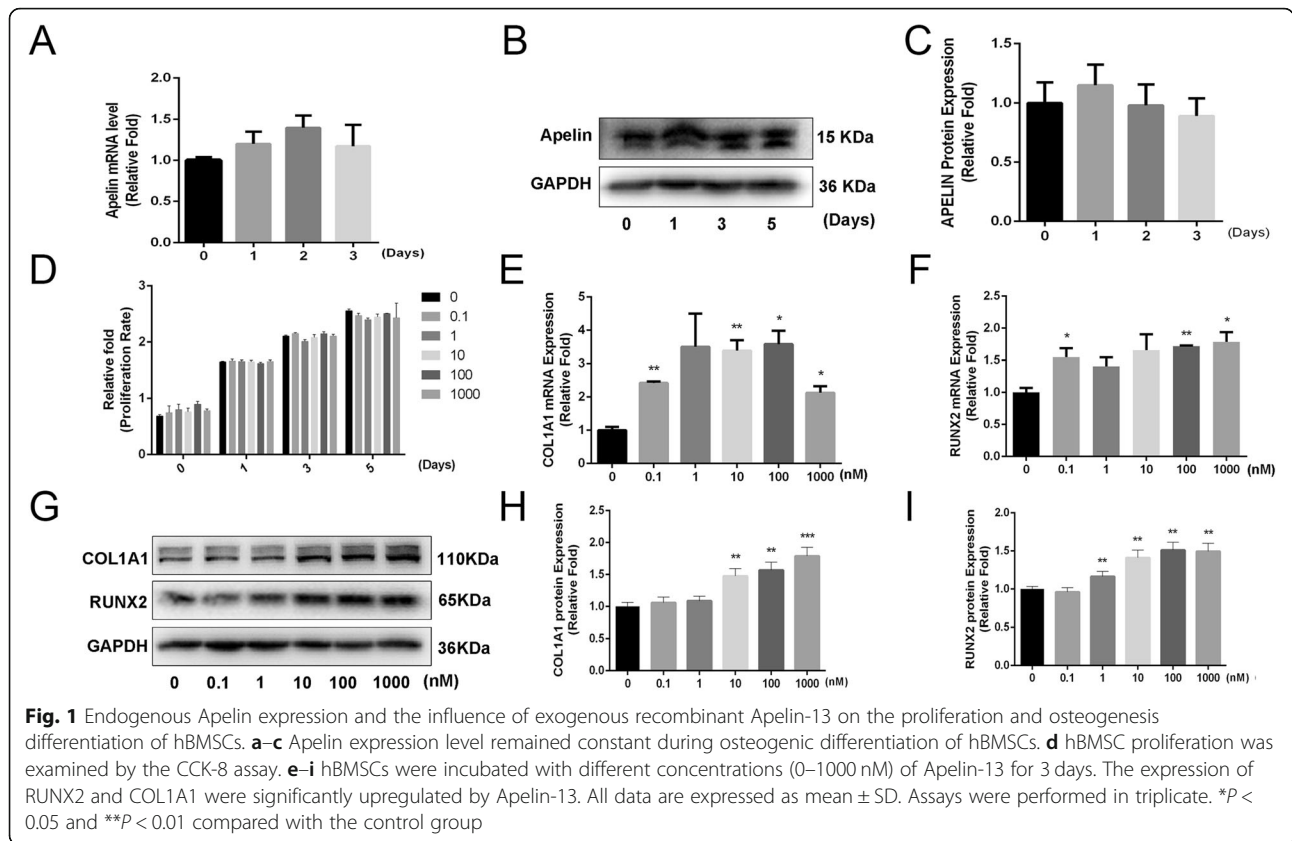 A
Apelin mRNA level
(Relative Fold)
2.0
1.5
1.0
0.5
0.0
0 1 2 3 (Days)
B
Apelin 15 KDa
GAPDH 36 KDa
0 1 3 5 (Days)
C
APELIN Protein Expression
(Relative Fold)
1.5
1.0
0.5
0.0
0 1 2 3 (Days)
D
Relative fold
(Proliferation Rate)
3
2
1
0
0 1 3 5 (Days)
0
0.1
1
10
100
1000
E
COL1A1 mRNA Expression
(Relative Fold)
5
4
3
2
1
0
** ** * *
0 0.1 1 10 100 1000 (nM)
F
RUNX2 mRNA Expression
(Relative Fold)
2.5
2.0
1.5
1.0
0.5
0.0
* ** *
0 0.1 1 10 100 1000 (nM)
G
COL1A1 110KDa
RUNX2 65KDa
GAPDH 36KDa
0 0.1 1 10 100 1000 (nM)
H
COL1A1 protein Expression
(Relative Fold)
2.5
2.0
1.5
1.0
0.5
0.0
** ** ***
0 0.1 1 10 100 1000 (nM)
I
RUNX2 protein Expression
(Relative Fold)
2.0
1.5
1.0
0.5
0.0
** ** ** **
0 0.1 1 10 100 1000 (nM)
Fig. 1 Endogenous Apelin expression and the influence of exogenous recombinant Apelin-13 on the proliferation and osteogenesis
differentiation of hBMSCs. a–c Apelin expression level remained constant during osteogenic differentiation of hBMSCs. d hBMSC proliferation was
examined by the CCK-8 assay. e–i hBMSCs were incubated with different concentrations (0–1000 nM) of Apelin-13 for 3 days. The expression of
RUNX2 and COL1A1 were significantly upregulated by Apelin-13. All data are expressed as mean ± SD. Assays were performed in triplicate. *P <
0.05 and **P < 0.01 compared with the control group